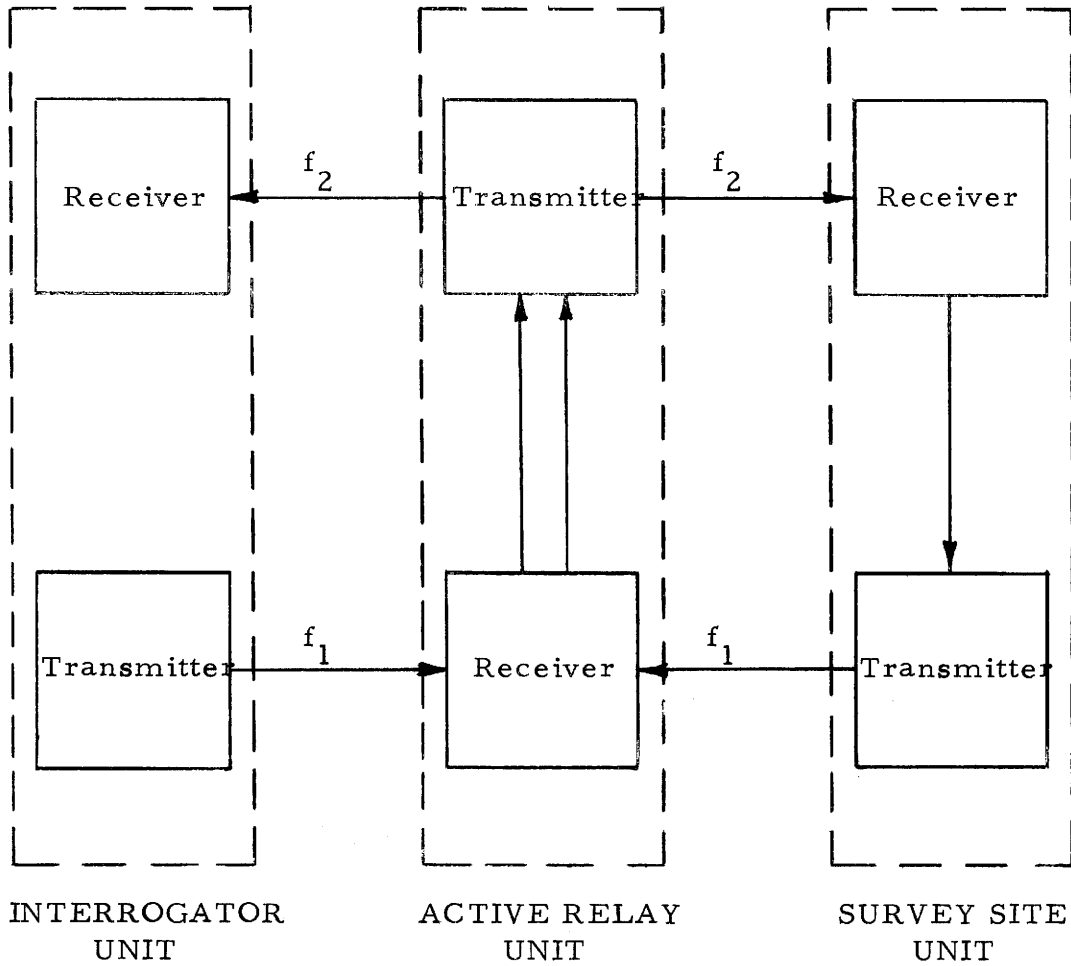 f2
f2
Receiver
Transmitter
Receiver
f1
f1
Transmitter
Receiver
Transmitter
INTERROGATOR
UNIT
ACTIVE RELAY
UNIT
SURVEY SITE
UNIT